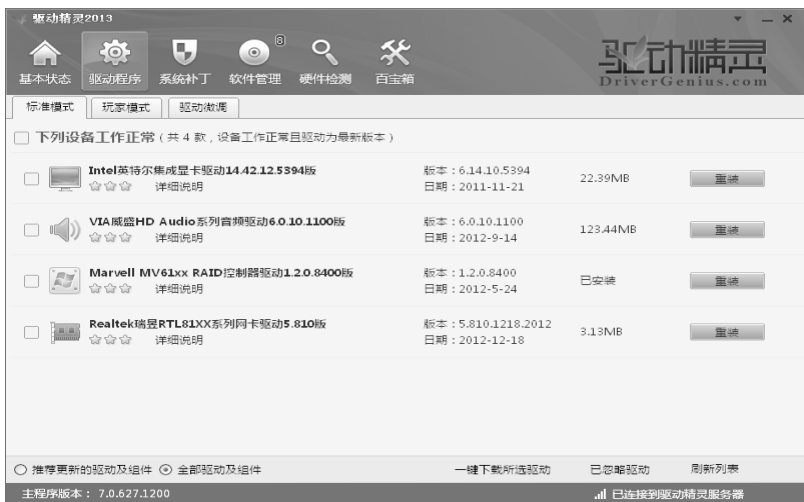 驱动精灵2013
8
基本状态 驱动程序 系统补丁 软件管理 硬件检测 百宝箱
驱动精灵
DriverGenius.com
标准模式 玩家模式 驱动微调
下列设备工作正常(共 4 款,设备工作正常且驱动为最新版本)
Intel英特尔集成显卡驱动14.42.12.5394版 版本:6.14.10.5394 22.39MB 重装
详细说明 日期:2011-11-21
VIA威盛HD Audio系列音频驱动6.0.10.1100版 版本:6.0.10.1100 123.44MB 重装
详细说明 日期:2012-9-14
Marvell MV61xx RAID控制器驱动1.2.0.8400版 版本:1.2.0.8400 已安装 重装
详细说明 日期:2012-5-24
Realtek瑞昱RTL81XX系列网卡驱动5.810版 版本:5.810.1218.2012 3.13MB 重装
详细说明 日期:2012-12-18
推荐更新的驱动及组件 全部驱动及组件 一键下载所选驱动 已忽略驱动 刷新列表
主程序版本: 7.0.627.1200 已连接到驱动精灵服务器